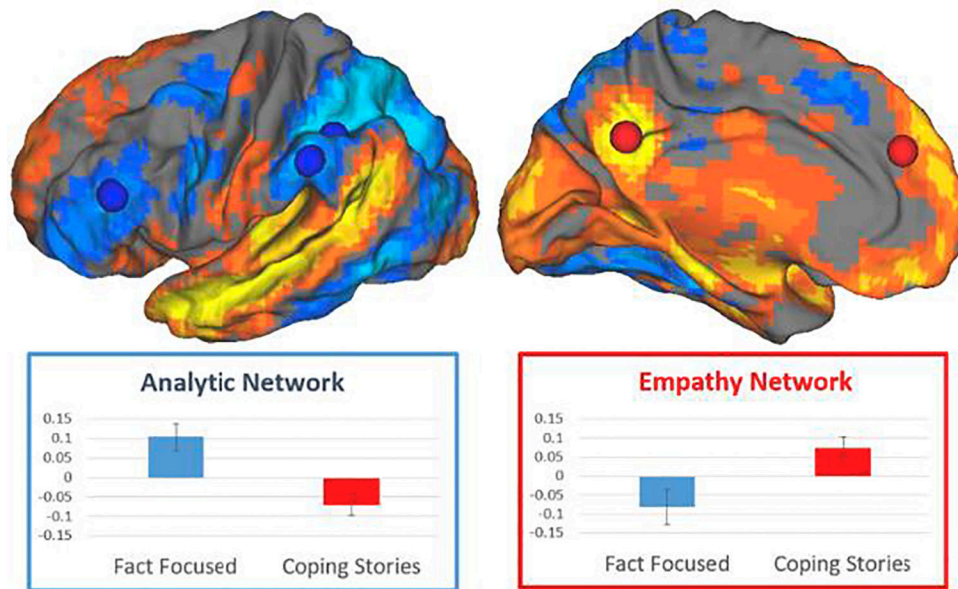 Analytic Network
0.15
0.1
0.05
0
-0.05
-0.1
-0.15
Fact Focused
Coping Stories
Empathy Network
0.15
0.1
0.05
0
-0.05
-0.1
-0.15
Fact Focused
Coping Stories